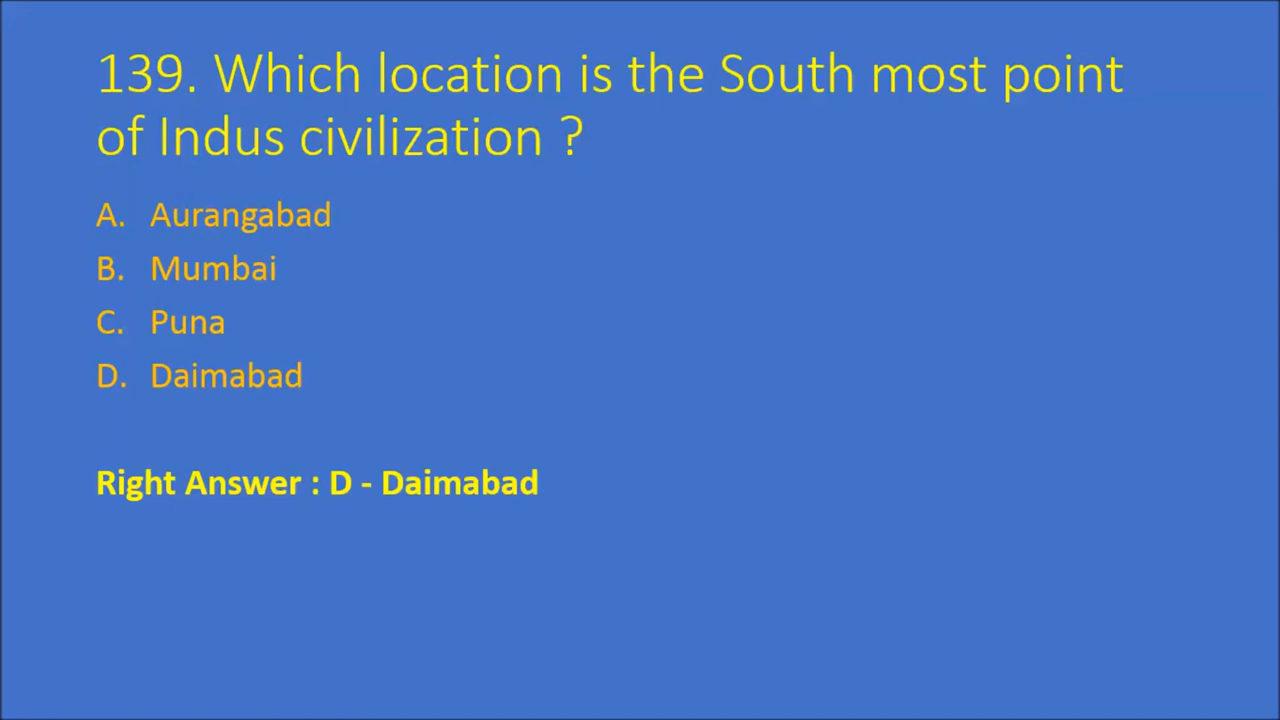 139. Which location is the South most point
of Indus civilization ?
A. Aurangabad
B. Mumbai
C. Puna
D. Daimabad
Right Answer : D - Daimabad